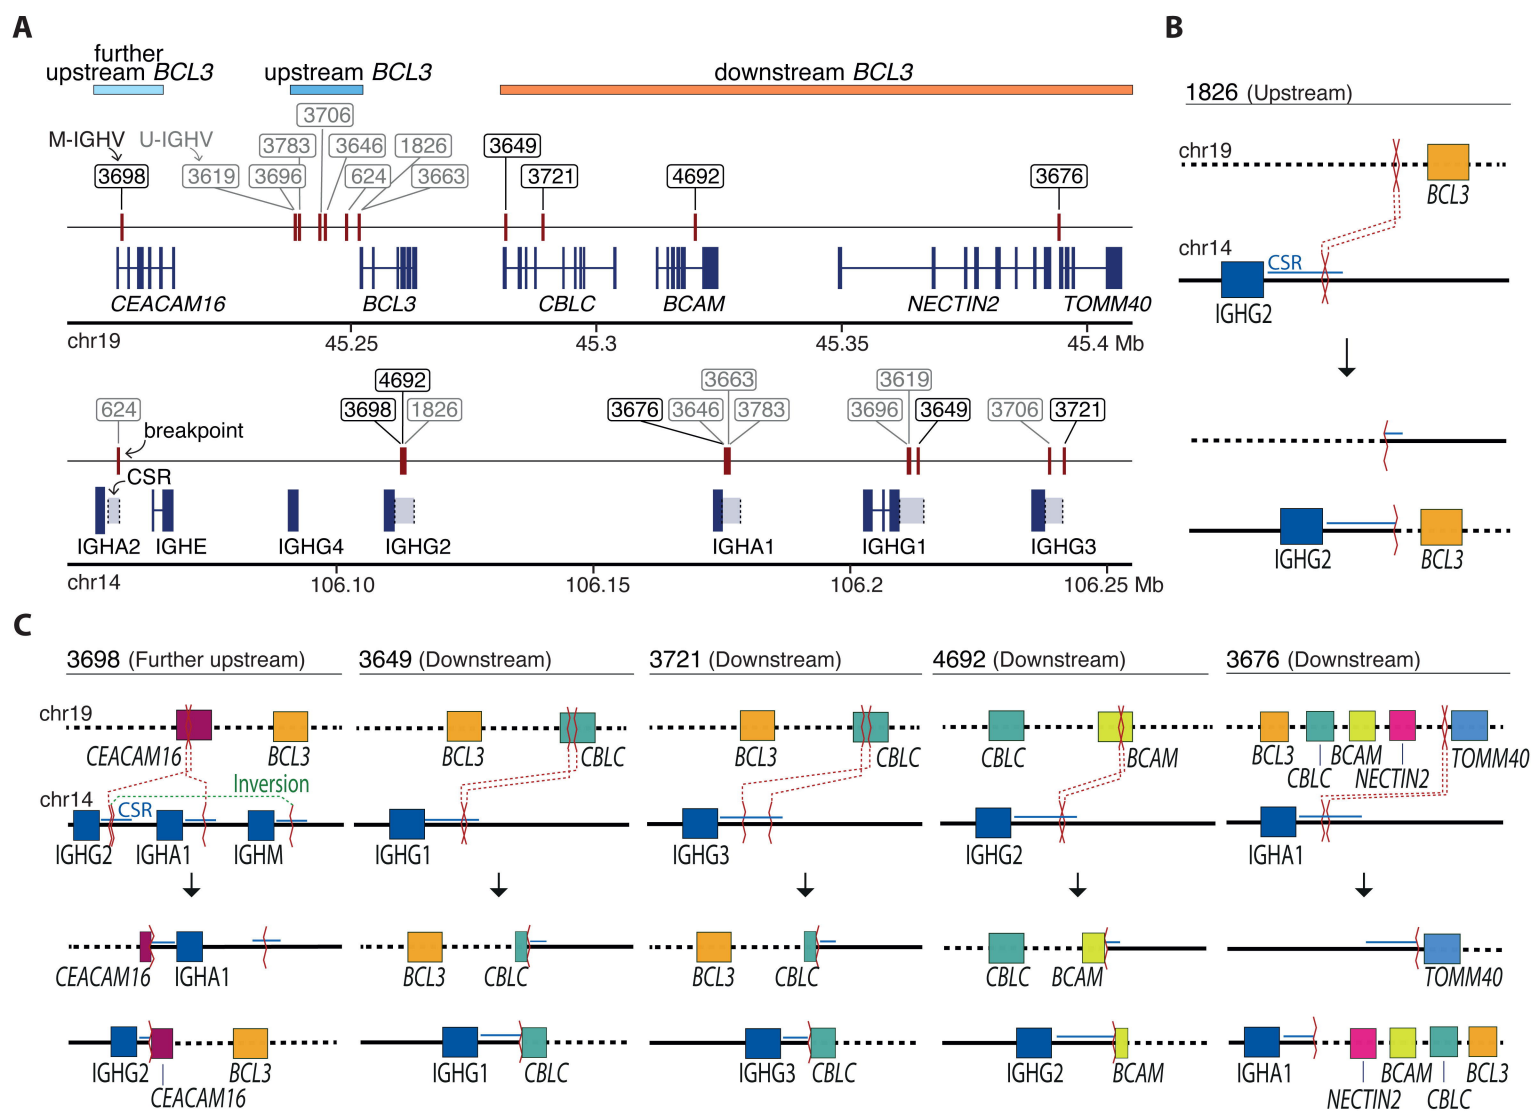 A
further
upstream BCL3
upstream BCL3
downstream BCL3
3706
M-IGHV U-IGHV
3783 3646 1826 3649
3698 3619 3696 624 3663 3721 4692 3676
CEACAM16 BCL3 CBLC BCAM NECTIN2 TOMM40
chr19 45.25 45.3 45.35 45.4 Mb
4692 3663 3619
624 3698 1826 3676 3646 3783 3696 3649 3706 3721
breakpoint
CSR
IGHA2 IGHE IGHG4 IGHG2 IGHA1 IGHG1 IGHG3
chr14 106.10 106.15 106.2 106.25 Mb
B
1826 (Upstream)
chr19
BCL3
chr14
CSR
IGHG2
IGHG2 BCL3
C
3698 (Further upstream)
chr19
CEACAM16 BCL3
Inversion
chr14
CSR
IGHG2 IGHA1 IGHM
CEACAM16 IGHA1
IGHG2 BCL3
CEACAM16
3649 (Downstream)
BCL3 CBLC
IGHG1
BCL3 CBLC
IGHG1 CBLC
3721 (Downstream)
BCL3 CBLC
IGHG3
BCL3 CBLC
IGHG3 CBLC
4692 (Downstream)
CBLC BCAM
IGHG2
CBLC BCAM
IGHG2 BCAM
3676 (Downstream)
BCL3 BCAM TOMM40
CBLC NECTIN2
IGHA1
TOMM40
IGHA1 BCAM BCL3
NECTIN2 CBLC